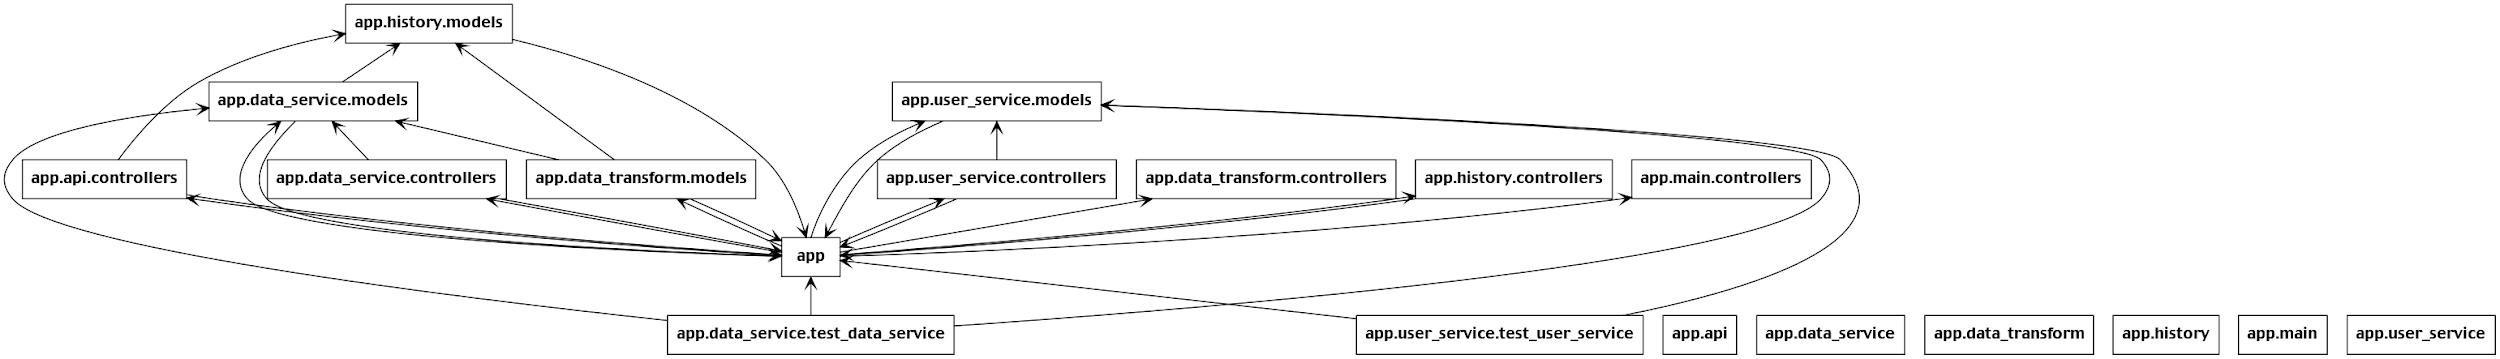 app.history.models
app.data_service.models
app.user_service.models
app.api.controllers
app.data_service.controllers
app.data_transform.models
app.user_service.controllers
app.data_transform.controllers
app.history.controllers
app.main.controllers
app
app.data_service.test_data_service
app.user_service.test_user_service
app.api
app.data_service
app.data_transform
app.history
app.main
app.user_service